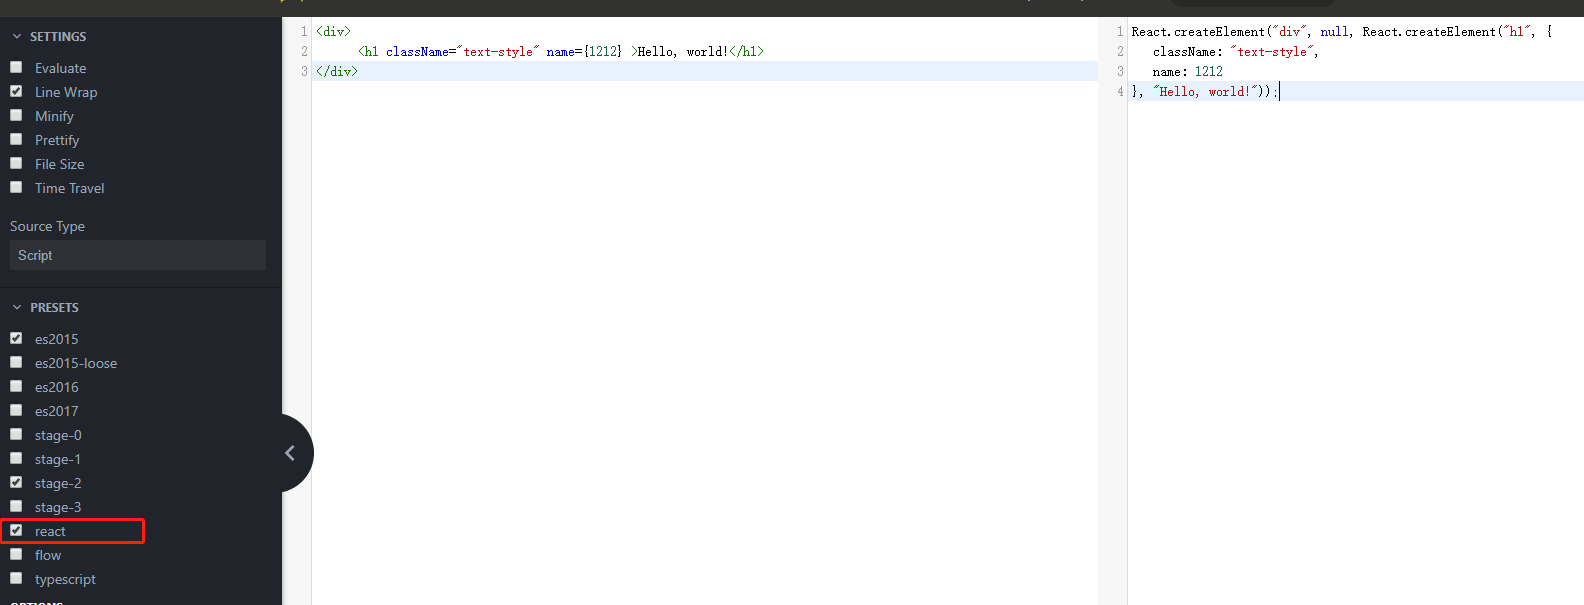 SETTINGS
Evaluate
Line Wrap
Minify
Prettify
File Size
Time Travel
Source Type
Script
PRESETS
es2015
es2015-loose
es2016
es2017
stage-0
stage-1
stage-2
stage-3
react
flow
typescript
1 <div>
2 <h1 className="text-style" name={1212} >Hello, world!</h1>
3 </div>
1 React.createElement("div", null, React.createElement("h1", {
2 className: "text-style",
3 name: 1212
4 }, "Hello, world!"));